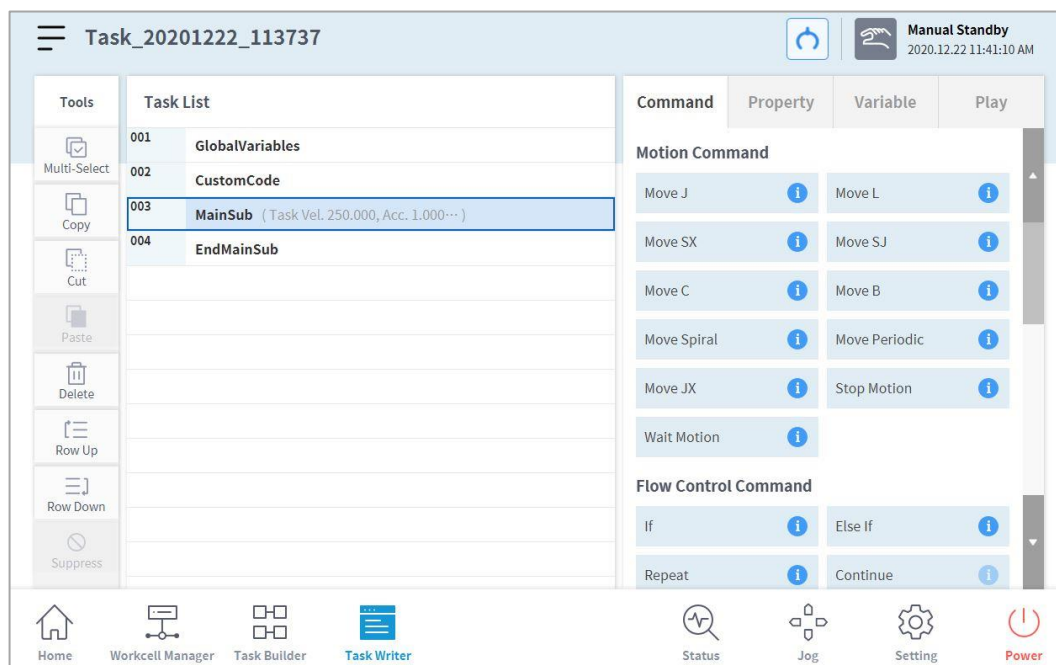 Task_20201222_113737
Manual Standby
2020.12.22 11:41:10 AM
Tools
Multi-Select
Copy
Cut
Paste
Delete
Row Up
Row Down
Suppress
Task List
001 GlobalVariables
002 CustomCode
003 MainSub ( Task Vel. 250.000, Acc. 1.000⋯ )
004 EndMainSub
Command Property Variable Play
Motion Command
Move J i Move L i
Move SX i Move SJ i
Move C i Move B i
Move Spiral i Move Periodic i
Move JX i Stop Motion i
Wait Motion i
Flow Control Command
If i Else If i
Repeat i Continue i
Home Workcell Manager Task Builder Task Writer Status Jog Setting Power